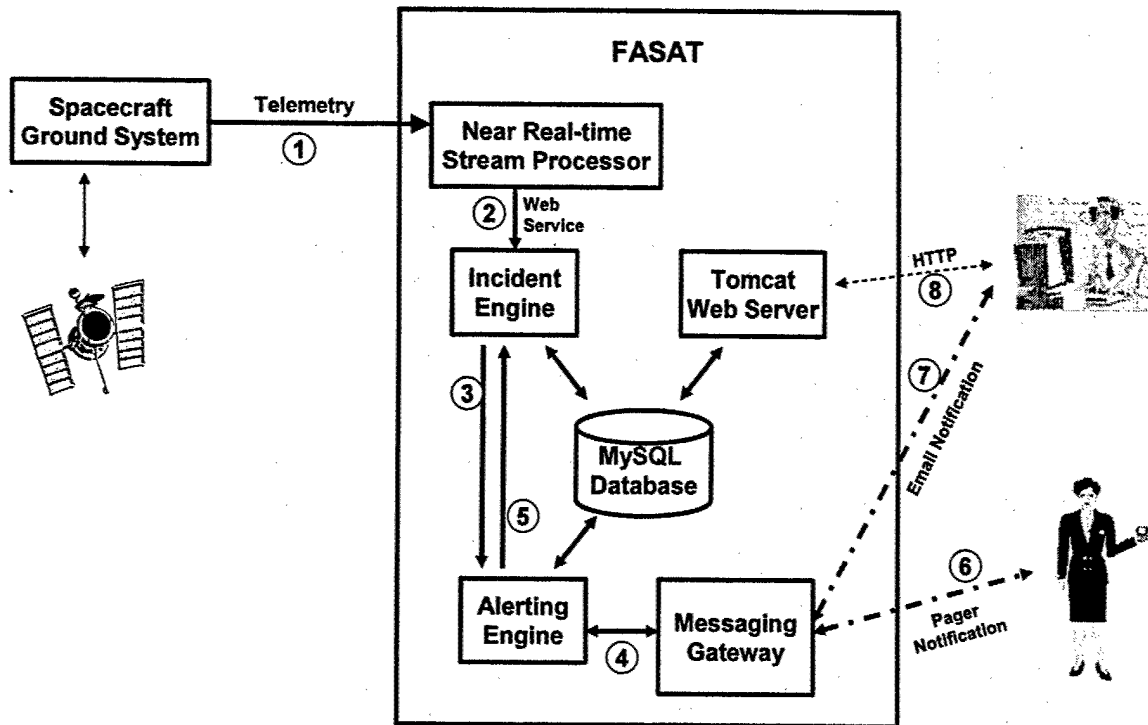 FASAT
Spacecraft
Ground System
Telemetry
1
Near Real-time
Stream Processor
2
Web
Service
Incident
Engine
Tomcat
Web Server
HTTP
8
3
7
Email Notification
MySQL
Database
5
6
Alerting
Engine
4
Messaging
Gateway
Pager
Notification